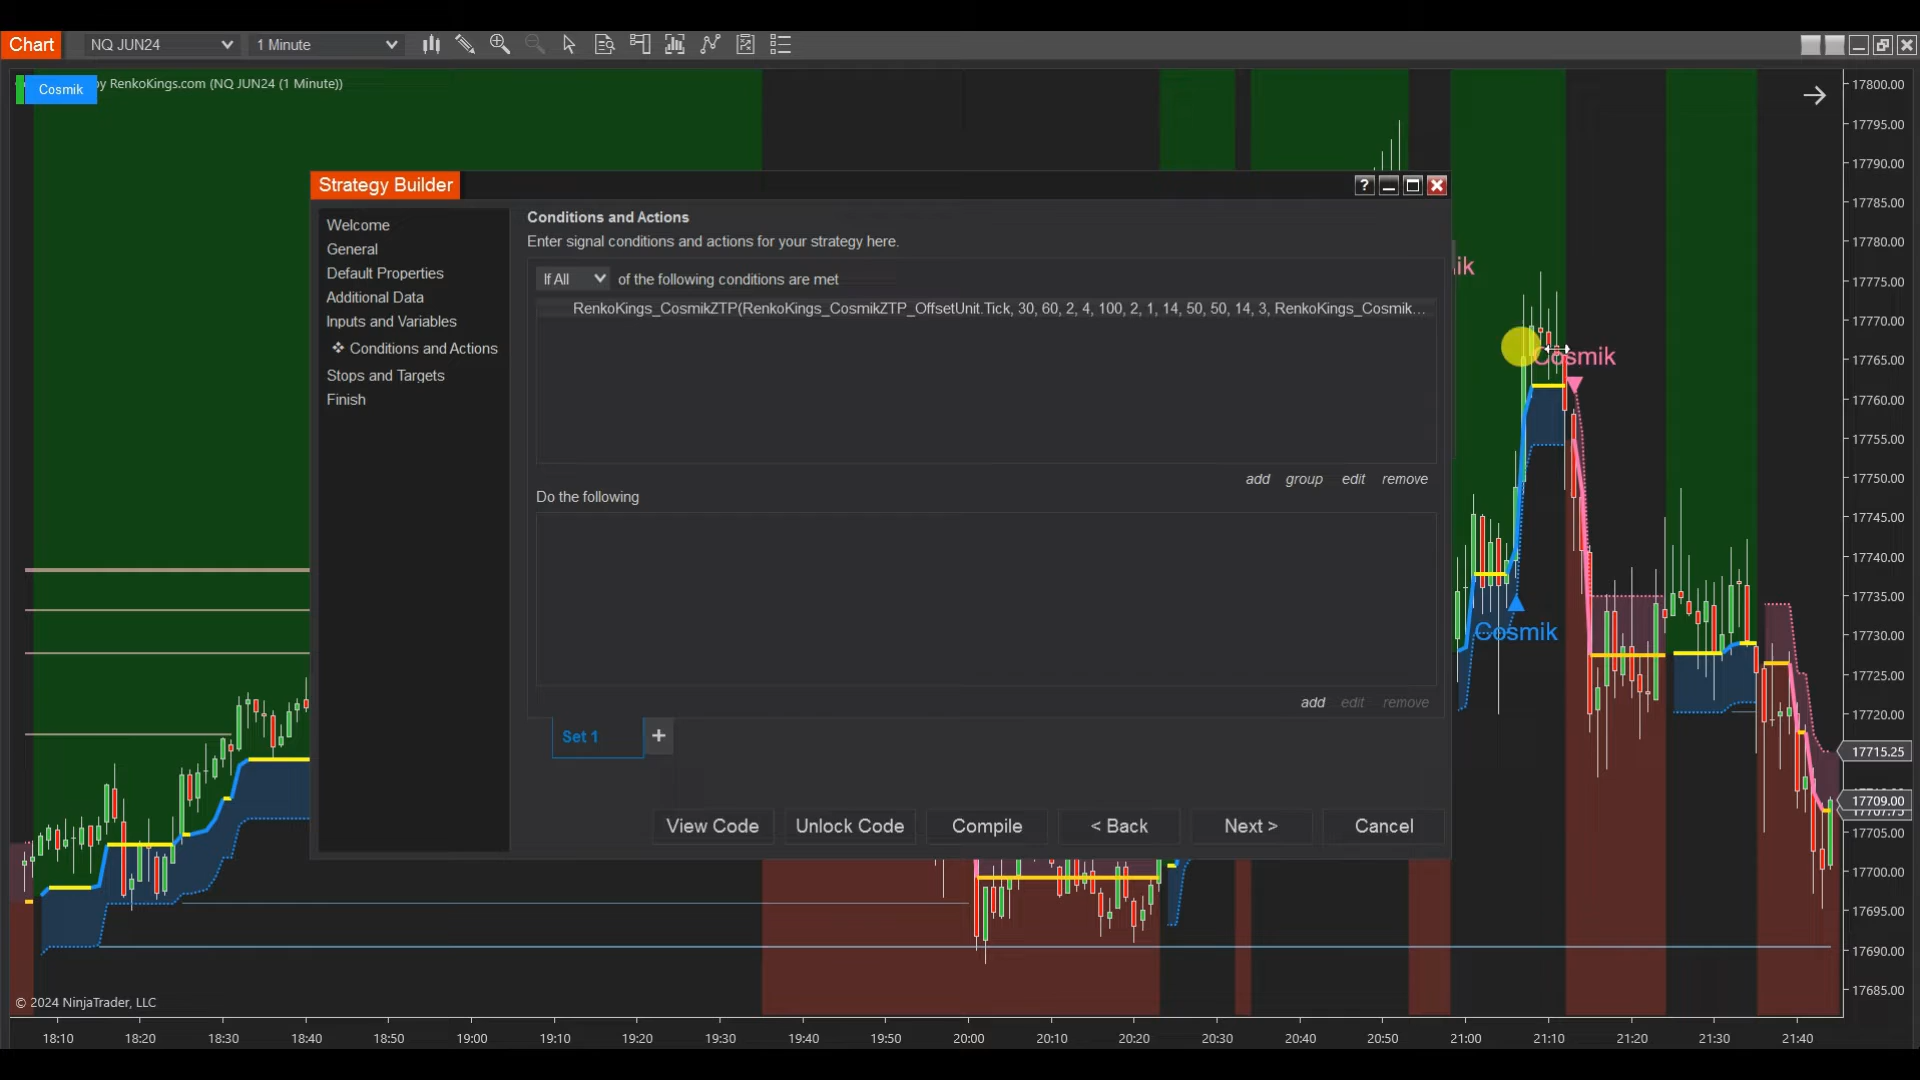 Chart
NQ JUN24
1 Minute
Cosmik
by RenkoKings.com (NQ JUN24 (1 Minute))
Strategy Builder
?
Welcome
General
Default Properties
Additional Data
Inputs and Variables
Conditions and Actions
Stops and Targets
Finish
Conditions and Actions
Enter signal conditions and actions for your strategy here.
If All of the following conditions are met
RenkoKings_CosmikZTP(RenkoKings_CosmikZTP_OffsetUnit.Tick, 30, 60, 2, 4, 100, 2, 1, 14, 50, 50, 14, 3, RenkoKings_Cosmik...
add group edit remove
Do the following
add edit remove
Set 1 +
View Code
Unlock Code
Compile
< Back
Next >
Cancel
ik
Cosmik
Cosmik
17800.00
17795.00
17790.00
17785.00
17780.00
17775.00
17770.00
17765.00
17760.00
17755.00
17750.00
17745.00
17740.00
17735.00
17730.00
17725.00
17720.00
17715.25
17709.00
17707.75
17705.00
17700.00
17695.00
17690.00
17685.00
© 2024 NinjaTrader, LLC
18:10 18:20 18:30 18:40 18:50 19:00 19:10 19:20 19:30 19:40 19:50 20:00 20:10 20:20 20:30 20:40 20:50 21:00 21:10 21:20 21:30 21:40